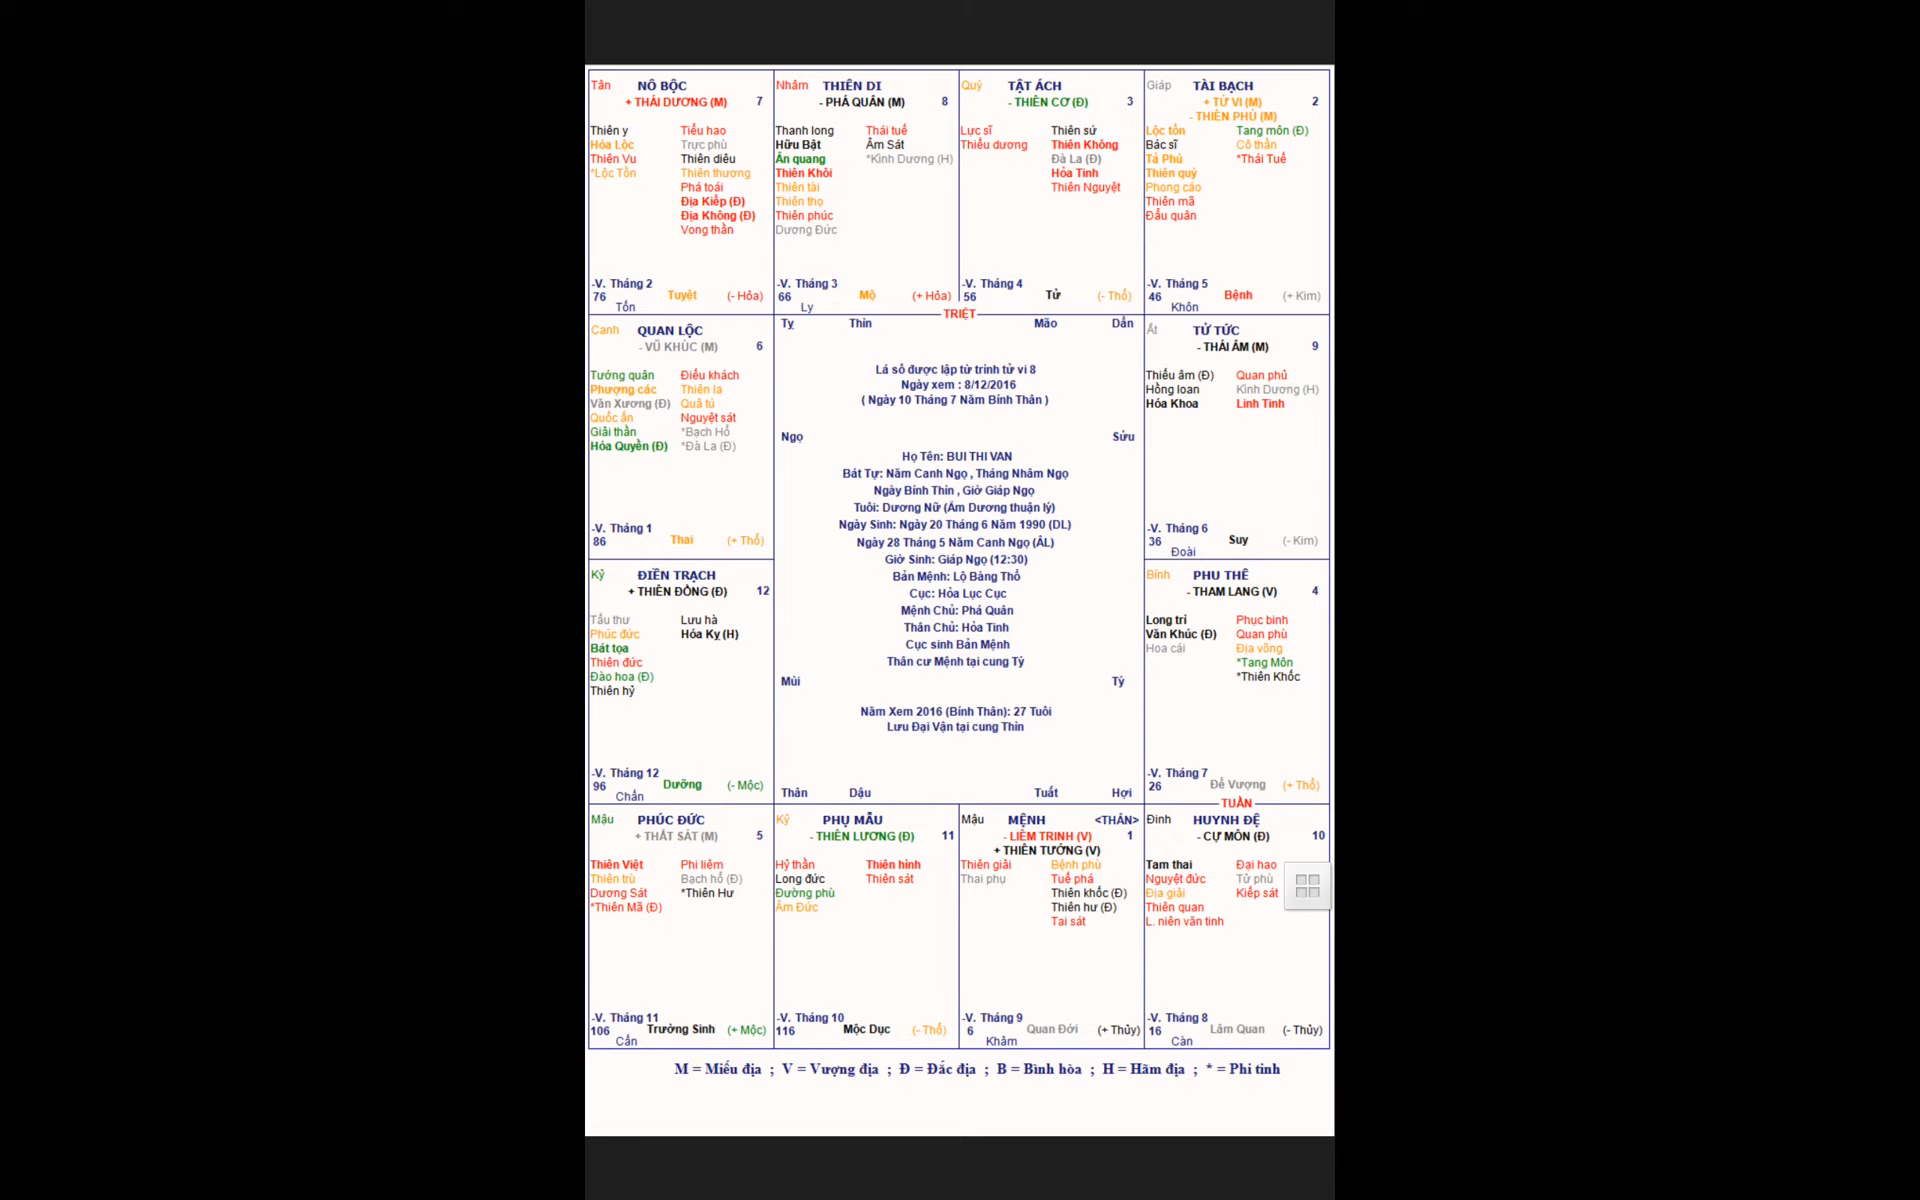 Tân NÔ BỘC
+ THÁI DƯƠNG (M) 7
Thiên y Tiểu hao
Hóa Lộc Trực phù
Thiên Vu Thiên diêu
*Lộc Tồn Thiên thương
Phá toái
Địa Kiếp (Đ)
Địa Không (Đ)
Vong thần
-V. Tháng 2
76 Tuyệt (- Hỏa)
Tốn
Nhâm THIÊN DI
- PHÁ QUÂN (M) 8
Thanh long Thái tuế
Hữu Bật Âm Sát
Ân quang *Kình Dương (H)
Thiên Khôi
Thiên tài
Thiên thọ
Thiên phúc
Dương Đức
-V. Tháng 3
66 Mộ (+ Hỏa)
Ly
Quý TẬT ÁCH
- THIÊN CƠ (Đ) 3
Lực sĩ Thiên sứ
Thiếu dương Thiên Không
Đà La (Đ)
Hỏa Tinh
Thiên Nguyệt
-V. Tháng 4
56 Tử (- Thổ)
Giáp TÀI BẠCH
+ TỬ VI (M) 2
- THIÊN PHỦ (M)
Lộc tồn Tang môn (Đ)
Bác sĩ Cô thần
Tả Phù *Thái Tuế
Thiên quý
Phong cáo
Thiên mã
Đẩu quân
-V. Tháng 5
46 Bệnh (+ Kim)
Khôn
TRIỆT
Canh QUAN LỘC
- VŨ KHÚC (M) 6
Tướng quân Điếu khách
Phượng các Thiên la
Văn Xương (Đ) Quả tú
Quốc ấn Nguyệt sát
Giải thần *Bạch Hổ
Hóa Quyền (Đ) *Đà La (Đ)
-V. Tháng 1
86 Thai (+ Thổ)
Tỵ Thìn Mão Dần
Lá số được lập từ trình tử vi 8
Ngày xem : 8/12/2016
( Ngày 10 Tháng 7 Năm Bính Thân )
Ngọ Sửu
Họ Tên: BUI THI VAN
Bát Tự: Năm Canh Ngọ , Tháng Nhâm Ngọ
Ngày Bính Thìn , Giờ Giáp Ngọ
Tuổi: Dương Nữ (Âm Dương thuận lý)
Ngày Sinh: Ngày 20 Tháng 6 Năm 1990 (DL)
Ngày 28 Tháng 5 Năm Canh Ngọ (ÂL)
Giờ Sinh: Giáp Ngọ (12:30)
Bản Mệnh: Lộ Bàng Thổ
Cục: Hỏa Lục Cục
Mệnh Chủ: Phá Quân
Thân Chủ: Hỏa Tinh
Cục sinh Bản Mệnh
Thân cư Mệnh tại cung Tý
Mùi Tý
Năm Xem 2016 (Bính Thân): 27 Tuổi
Lưu Đại Vận tại cung Thìn
Thân Dậu Tuất Hợi
Ất TỬ TỨC
- THÁI ÂM (M) 9
Thiếu âm (Đ) Quan phủ
Hồng loan Kình Dương (H)
Hóa Khoa Linh Tinh
-V. Tháng 6
36 Suy (- Kim)
Đoài
Kỷ ĐIỀN TRẠCH
+ THIÊN ĐỒNG (Đ) 12
Tấu thư Lưu hà
Phúc đức Hóa Kỵ (H)
Bát tọa
Thiên đức
Đào hoa (Đ)
Thiên hỷ
-V. Tháng 12
96 Dưỡng (- Mộc)
Chấn
Bính PHU THÊ
- THAM LANG (V) 4
Long trì Phục binh
Văn Khúc (Đ) Quan phù
Hoa cái Địa võng
*Tang Môn
*Thiên Khốc
-V. Tháng 7
26 Đế Vượng (+ Thổ)
TUẦN
Mậu PHÚC ĐỨC
+ THẤT SÁT (M) 5
Thiên Việt Phi liêm
Thiên trù Bạch hổ (Đ)
Dương Sát *Thiên Hư
*Thiên Mã (Đ)
-V. Tháng 11
106 Trường Sinh (+ Mộc)
Cấn
Kỷ PHỤ MẪU
- THIÊN LƯƠNG (Đ) 11
Hỷ thần Thiên hình
Long đức Thiên sát
Đường phù
Âm Đức
-V. Tháng 10
116 Mộc Dục (- Thổ)
Mậu MỆNH <THÂN>
- LIÊM TRINH (V) 1
+ THIÊN TƯỚNG (V)
Thiên giải Bệnh phù
Thai phụ Tuế phá
Thiên khốc (Đ)
Thiên hư (Đ)
Tai sát
-V. Tháng 9
6 Quan Đới (+ Thủy)
Khảm
Đinh HUYNH ĐỆ
- CỰ MÔN (Đ) 10
Tam thai Đại hao
Nguyệt đức Tử phù
Địa giải Kiếp sát
Thiên quan
L. niên văn tinh
-V. Tháng 8
16 Lâm Quan (- Thủy)
Càn
M = Miếu địa ; V = Vượng địa ; Đ = Đắc địa ; B = Bình hòa ; H = Hãm địa ; * = Phi tinh